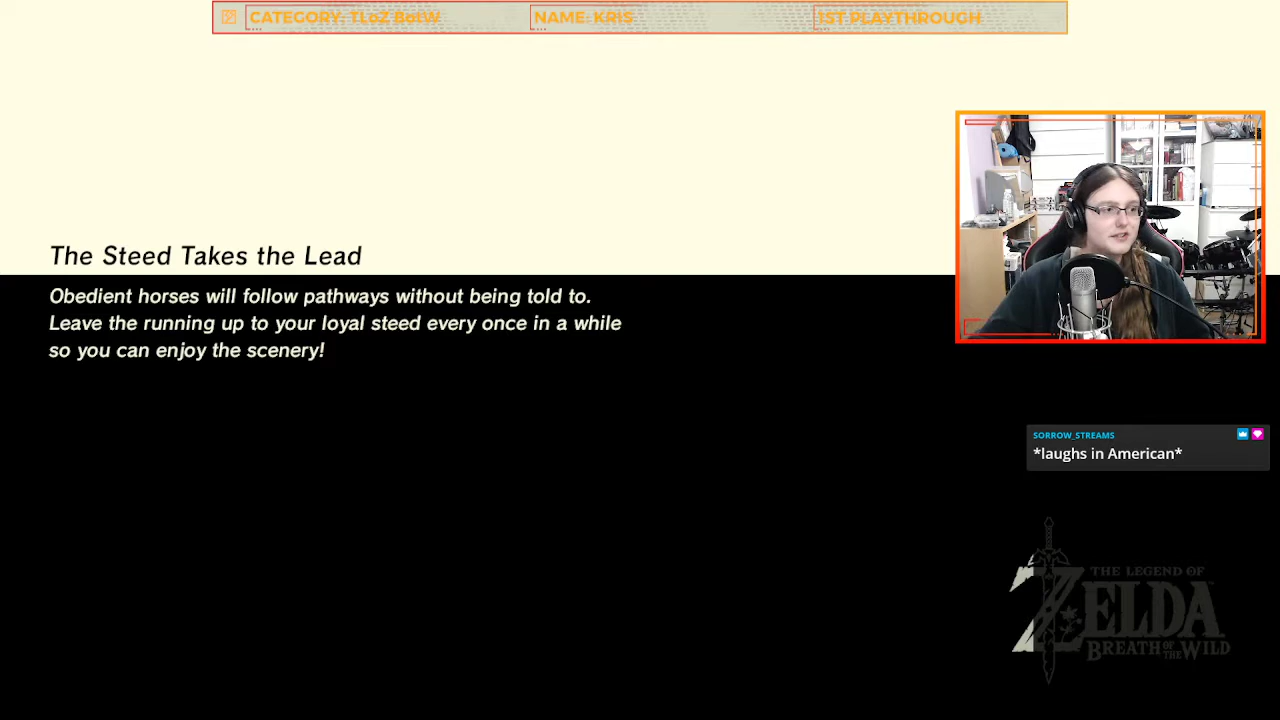 CATEGORY: TLoZ BotW
NAME: KRIS
1ST PLAYTHROUGH
The Steed Takes the Lead
Obedient horses will follow pathways without being told to.
Leave the running up to your loyal steed every once in a while
so you can enjoy the scenery!
SORROW_STREAMS
*laughs in American*
THE LEGEND OF
ZELDA
BREATH OF THE WILD